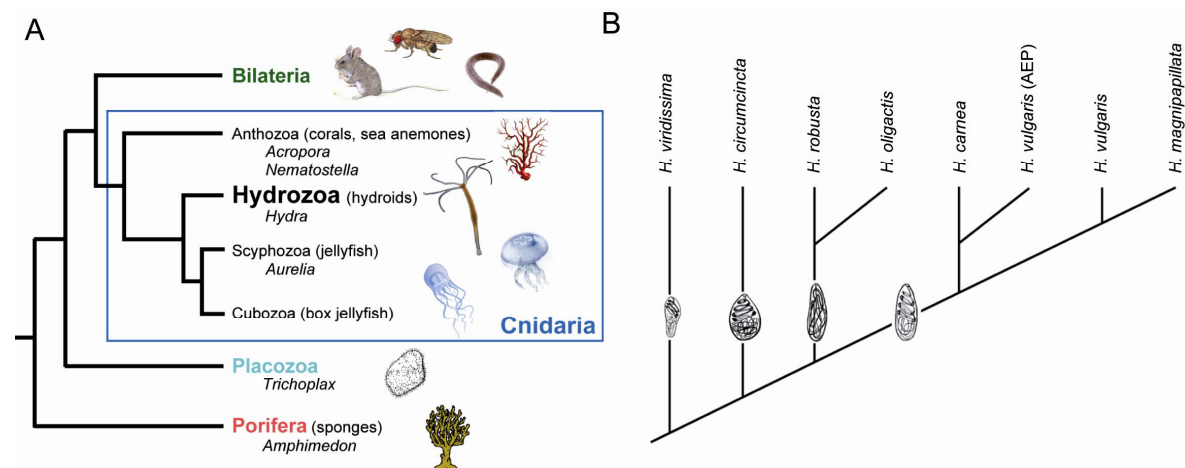 A
Bilateria
Anthozoa (corals, sea anemones)
Acropora
Nematostella
Hydrozoa (hydroids)
Hydra
Scyphozoa (jellyfish)
Aurelia
Cubozoa (box jellyfish)
Cnidaria
Placozoa
Trichoplax
Porifera (sponges)
Amphimedon
B
H. viridissima
H. circumcincta
H. robusta
H. oligactis
H. carnea
H. vulgaris (AEP)
H. vulgaris
H. magnipapillata